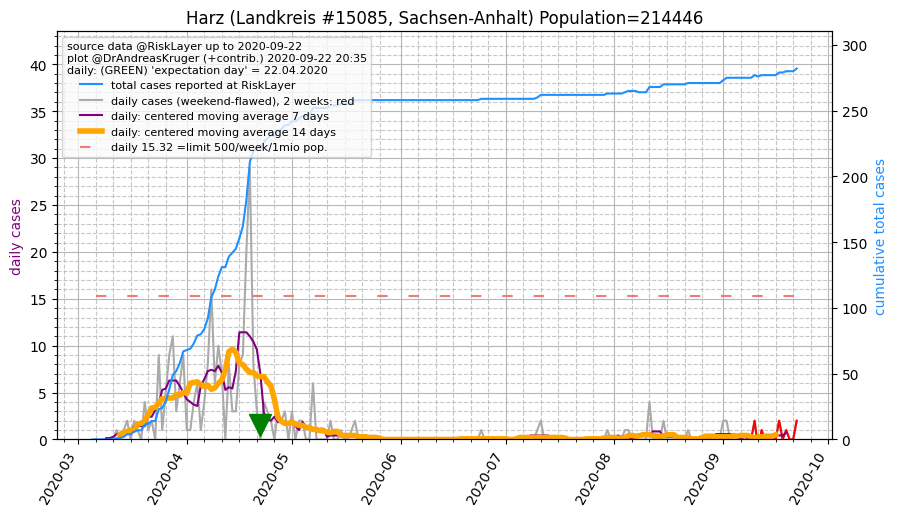 Harz (Landkreis #15085, Sachsen-Anhalt) Population=214446
source data @RiskLayer up to 2020-09-22
plot @DrAndreasKruger (+contrib.) 2020-09-22 20:35
daily: (GREEN) 'expectation day' = 22.04.2020
total cases reported at RiskLayer
daily cases (weekend-flawed), 2 weeks: red
daily: centered moving average 7 days
daily: centered moving average 14 days
daily 15.32 =limit 500/week/1mio pop.
daily cases
40
35
30
25
20
15
10
5
0
cumulative total cases
300
250
200
150
100
50
0
2020-03
2020-04
2020-05
2020-06
2020-07
2020-08
2020-09
2020-10